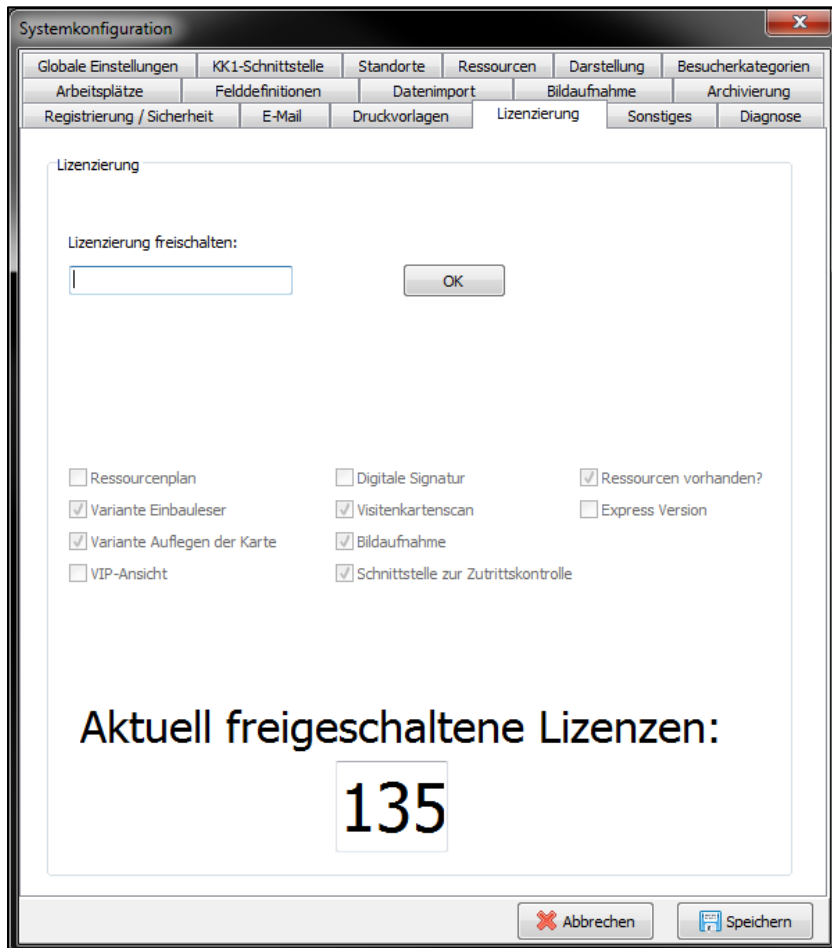 Systemkonfiguration
Globale Einstellungen KK1-Schnittstelle Standorte Ressourcen Darstellung Besucherkategorien
Arbeitsplätze Felddefinitionen Datenimport Bildaufnahme Archivierung
Registrierung / Sicherheit E-Mail Druckvorlagen Lizenzierung Sonstiges Diagnose
Lizenzierung
Lizenzierung freischalten:
OK
Ressourcenplan Digitale Signatur Ressourcen vorhanden?
Variante Einbauleser Visitenkartenscan Express Version
Variante Auflegen der Karte Bildaufnahme
VIP-Ansicht Schnittstelle zur Zutrittskontrolle
Aktuell freigeschaltene Lizenzen:
135
Abbrechen Speichern